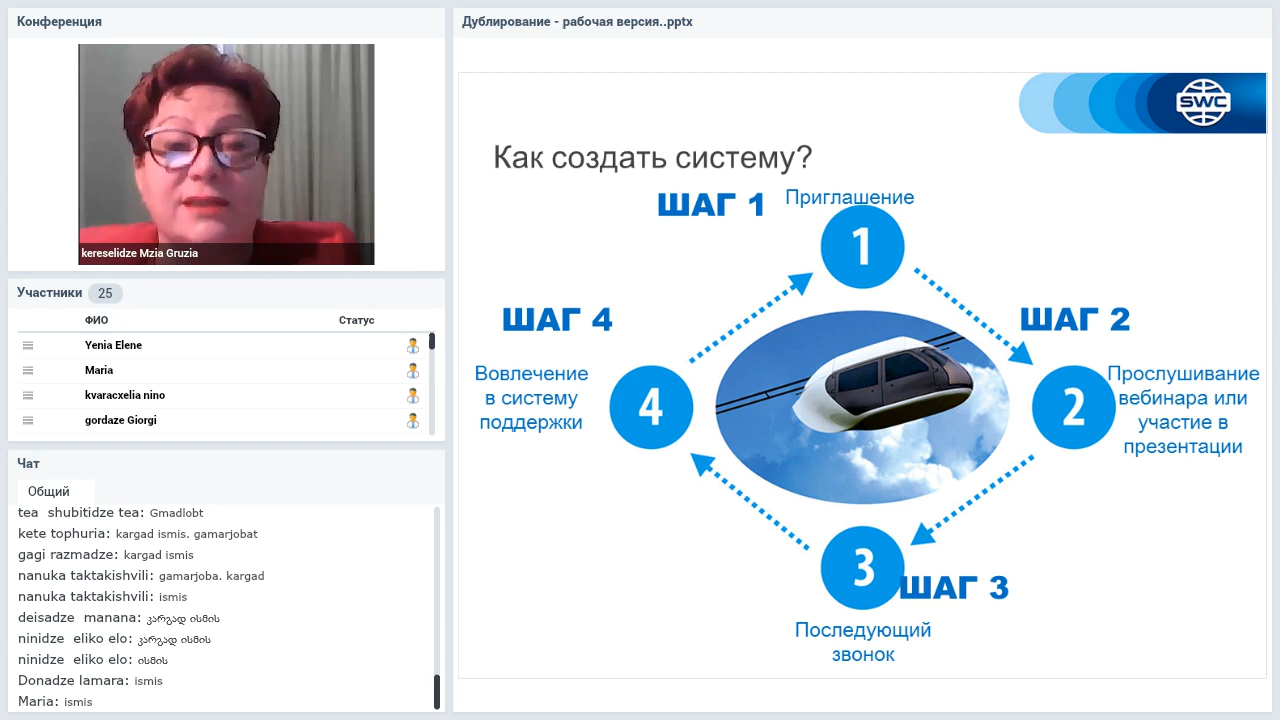 Конференция
kereselidze Mzia Gruzia
Участники 25
ФИО Статус
Yenia Elene
Maria
kvaracxelia nino
gordaze Giorgi
Чат
Общий
tea shubitidze tea: Gmadlobt
kete tophuria: kargad ismis. gamarjobat
gagi razmadze: kargad ismis
nanuka taktakishvili: gamarjoba. kargad
nanuka taktakishvili: ismis
deisadze manana: კარგად ისმის
ninidze eliko elo: კარგად ისმის
ninidze eliko elo: ისმის
Donadze lamara: ismis
Maria: ismis
Дублирование - рабочая версия..pptx
SWC
Как создать систему?
ШАГ 1 Приглашение
1
ШАГ 2
2
Прослушивание
вебинара или
участие в
презентации
3
ШАГ 3
Последующий
звонок
ШАГ 4
4
Вовлечение
в систему
поддержки